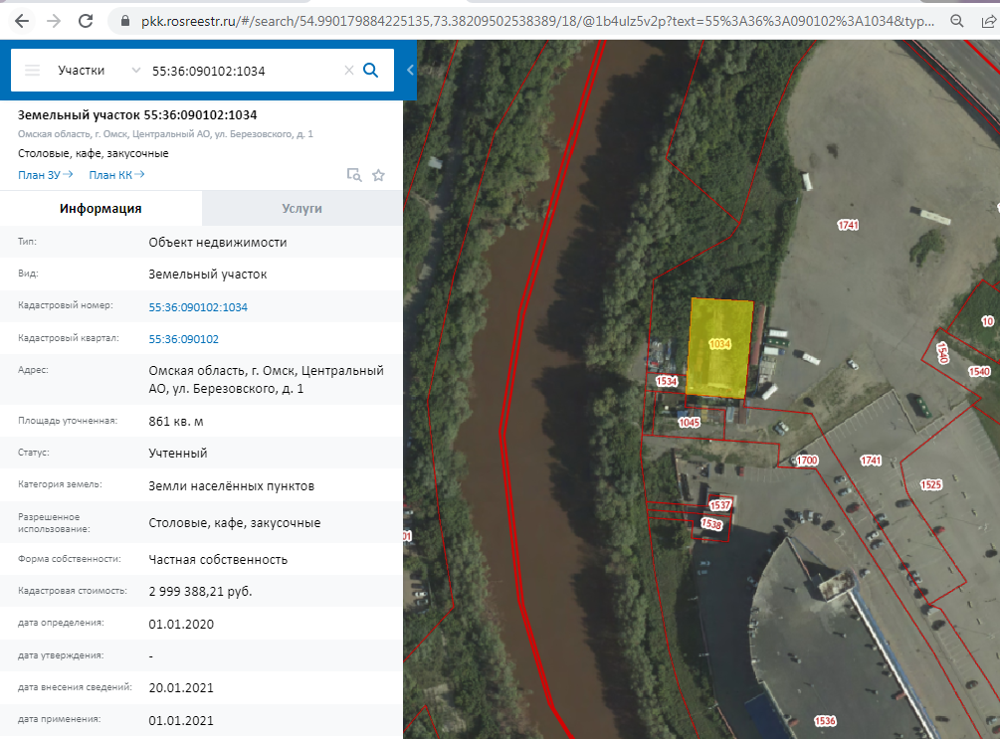 pkk.rosreestr.ru/#/search/54.990179884225135,73.38209502538389/18/@1b4ulz5v2p?text=55%3A36%3A090102%3A1034&typ...
Участки
55:36:090102:1034
Земельный участок 55:36:090102:1034
Омская область, г. Омск, Центральный АО, ул. Березовского, д. 1
Столовые, кафе, закусочные
План ЗУ→ План КК→
Информация Услуги
Тип: Объект недвижимости
Вид: Земельный участок
Кадастровый номер: 55:36:090102:1034
Кадастровый квартал: 55:36:090102
Адрес: Омская область, г. Омск, Центральный
АО, ул. Березовского, д. 1
Площадь уточненная: 861 кв. м
Статус: Учтенный
Категория земель: Земли населённых пунктов
Разрешенное
использование: Столовые, кафе, закусочные
Форма собственности: Частная собственность
Кадастровая стоимость: 2 999 388,21 руб.
дата определения: 01.01.2020
дата утверждения: -
дата внесения сведений: 20.01.2021
дата применения: 01.01.2021
1741
10
1034
1540
1540
1534
1045
1700
1741
1525
1537
1538
01
1536